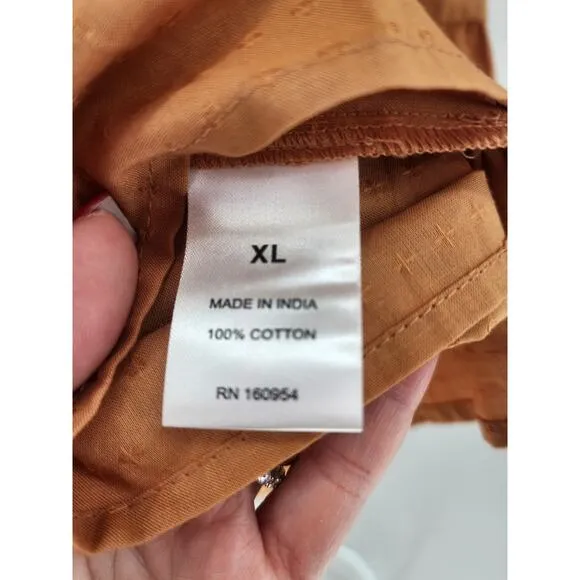 XL
MADE IN INDIA
100% COTTON
RN 160954